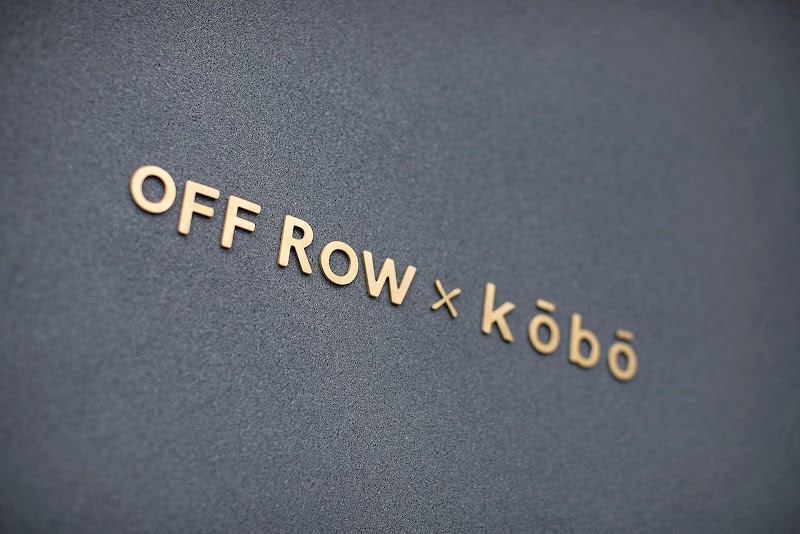 OFF ROW × kōbō